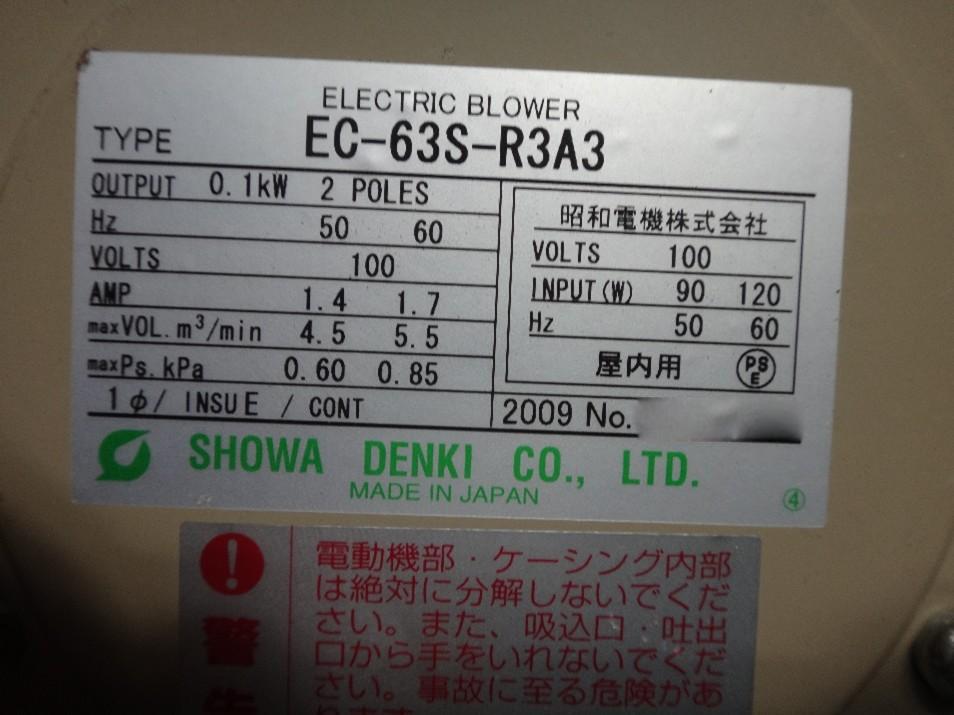 ELECTRIC BLOWER
TYPE EC-63S-R3A3
OUTPUT 0.1kW 2 POLES
Hz 50 60
VOLTS 100
AMP 1.4 1.7
maxVOL.m³/min 4.5 5.5
maxPs.kPa 0.60 0.85
1φ/ INSUE / CONT
昭和電機株式会社
VOLTS 100
INPUT(W) 90 120
Hz 50 60
屋内用 PSE
2009 No.
SHOWA DENKI CO., LTD.
MADE IN JAPAN
④
警告
電動機部・ケーシング内部
は絶対に分解しないでくだ
さい。また、吸込口・吐出
口から手をいれないでくだ
さい。事故に至る危険があ
ります